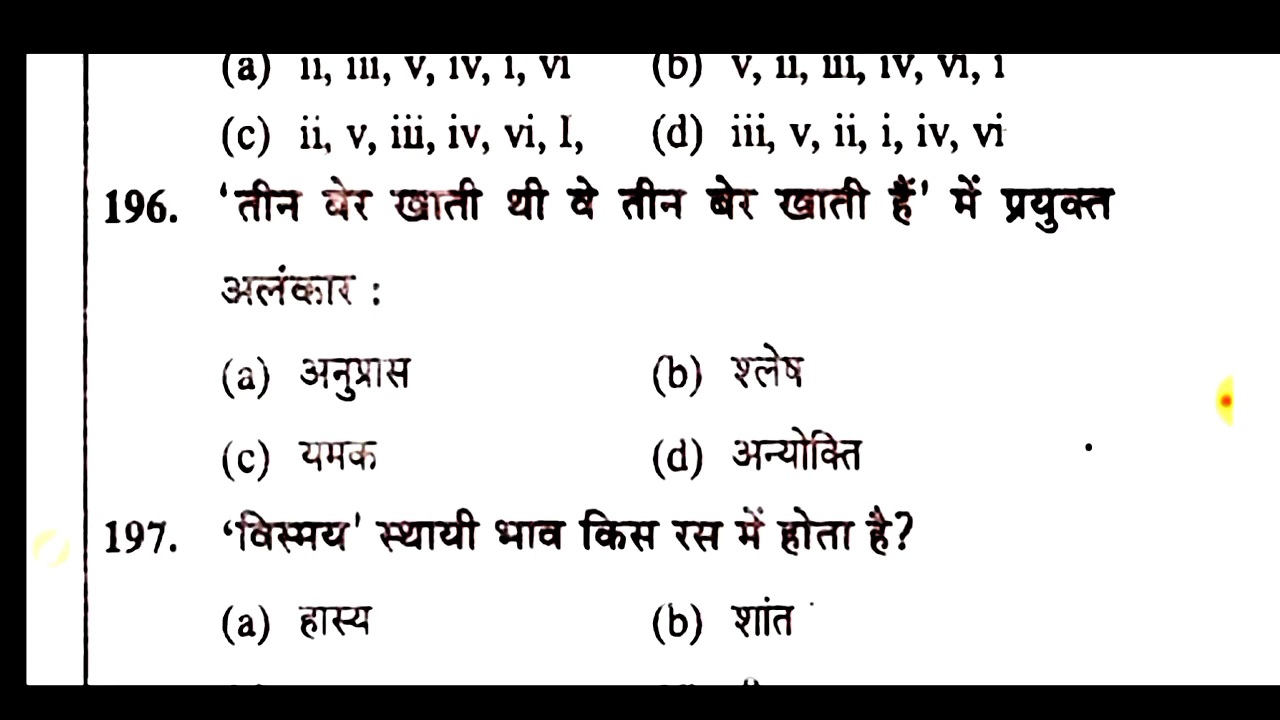 (a) ii, iii, v, iv, i, vi (b) v, ii, iii, iv, vi, i
(c) ii, v, iii, iv, vi, I, (d) iii, v, ii, i, iv, vi
196. 'तीन बेर खाती थी वे तीन बेर खाती हैं' में प्रयुक्त
अलंकार :
(a) अनुप्रास (b) श्लेष
(c) यमक (d) अन्योक्ति
197. 'विस्मय' स्थायी भाव किस रस में होता है?
(a) हास्य (b) शांत